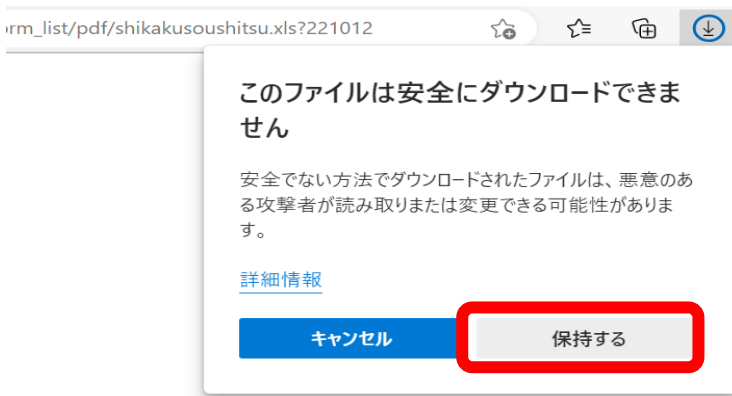 orm_list/pdf/shikakusoushitsu.xls?221012
このファイルは安全にダウンロードできま
せん
安全でない方法でダウンロードされたファイルは、悪意のあ
る攻撃者が読み取りまたは変更できる可能性がありま
す。
詳細情報
キャンセル
保持する